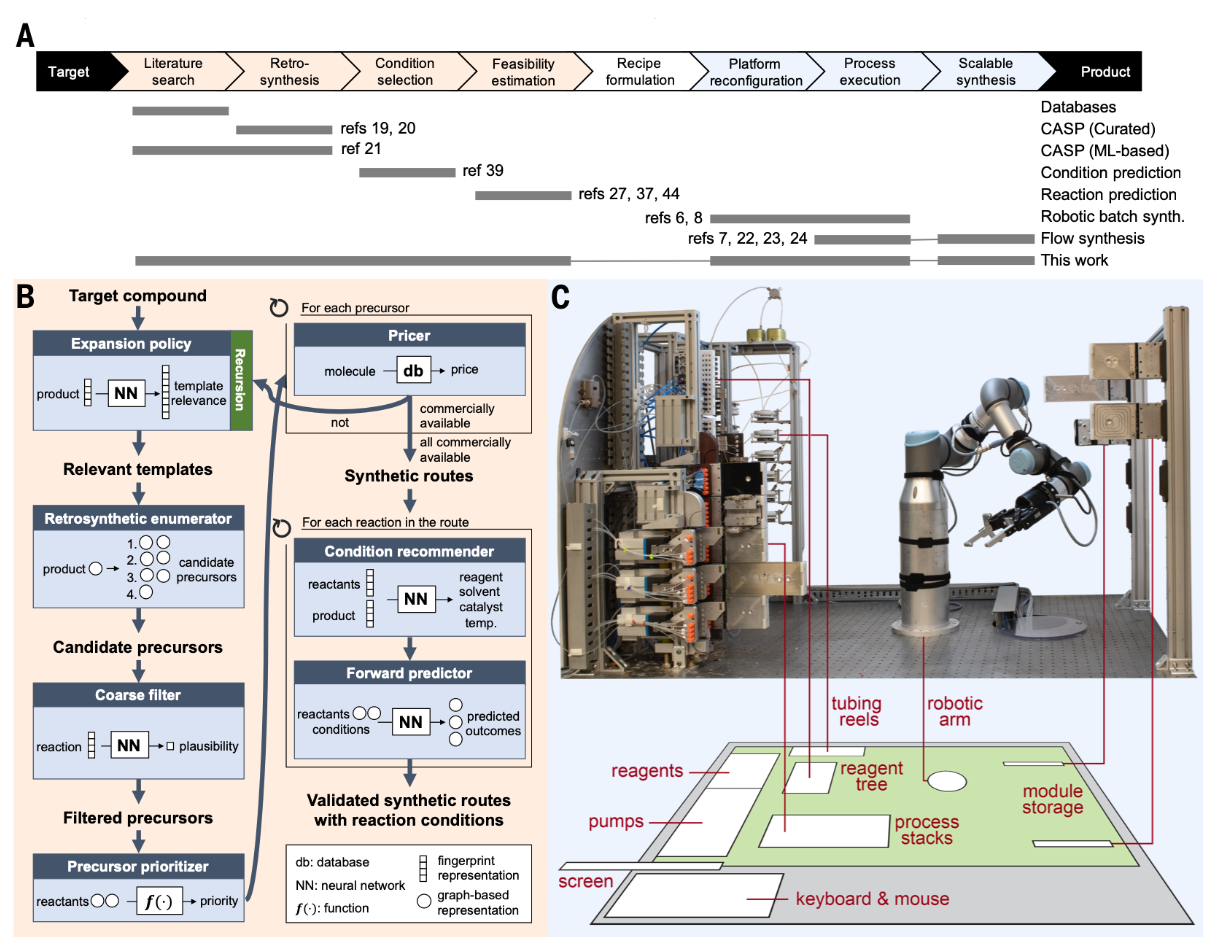 A
Target
Literature
search
Retro-
synthesis
Condition
selection
Feasibility
estimation
Recipe
formulation
Platform
reconfiguration
Process
execution
Scalable
synthesis
Product
Databases
refs 19, 20
CASP (Curated)
ref 21
CASP (ML-based)
ref 39
Condition prediction
refs 27, 37, 44
Reaction prediction
refs 6, 8
Robotic batch synth.
refs 7, 22, 23, 24
Flow synthesis
This work
B
Target compound
Expansion policy
Recursion
product
NN
template
relevance
Relevant templates
Retrosynthetic enumerator
product
1.
2.
3.
4.
candidate
precursors
Candidate precursors
Coarse filter
reaction
NN
plausibility
Filtered precursors
Precursor prioritizer
reactants
f(·)
priority
For each precursor
Pricer
molecule
db
price
not
commercially
available
all commercially
available
Synthetic routes
For each reaction in the route
Condition recommender
reactants
product
NN
reagent
solvent
catalyst
temp.
Forward predictor
reactants
conditions
NN
predicted
outcomes
Validated synthetic routes
with reaction conditions
db: database
NN: neural network
f(·): function
fingerprint
representation
graph-based
representation
C
tubing
reels
robotic
arm
reagents
reagent
tree
module
storage
pumps
process
stacks
screen
keyboard & mouse